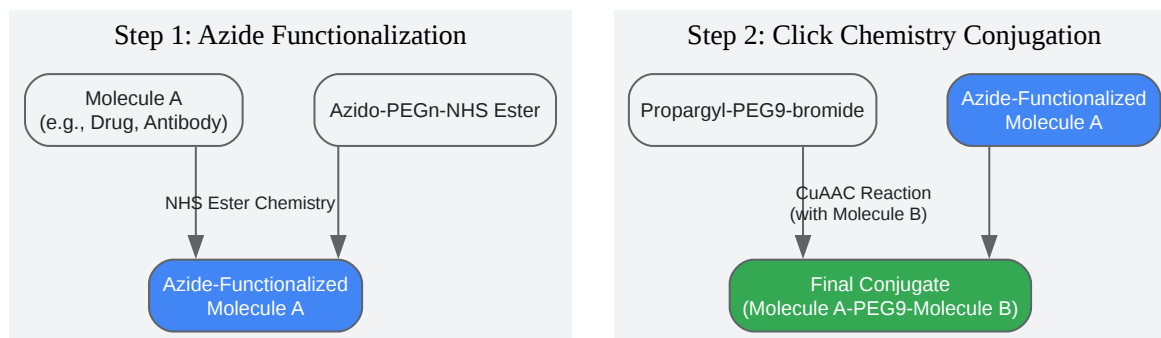 Step 1: Azide Functionalization
Molecule A
(e.g., Drug, Antibody)
Azido-PEGn-NHS Ester
NHS Ester Chemistry
Azide-Functionalized
Molecule A
Step 2: Click Chemistry Conjugation
Propargyl-PEG9-bromide
Azide-Functionalized
Molecule A
CuAAC Reaction
(with Molecule B)
Final Conjugate
(Molecule A-PEG9-Molecule B)